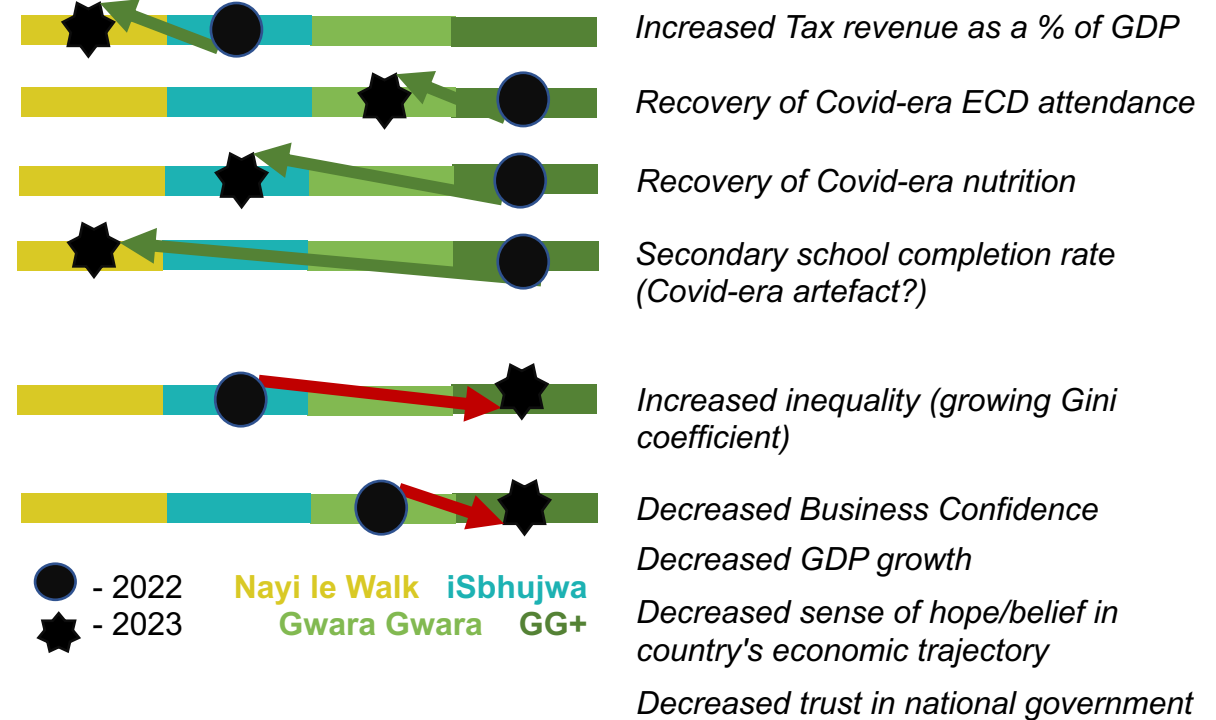 Increased Tax revenue as a % of GDP
Recovery of Covid-era ECD attendance
Recovery of Covid-era nutrition
Secondary school completion rate
(Covid-era artefact?)
Increased inequality (growing Gini
coefficient)
Decreased Business Confidence
Decreased GDP growth
Decreased sense of hope/belief in
country's economic trajectory
Decreased trust in national government
- 2022 Nayi le Walk iSbhujwa
- 2023 Gwara Gwara GG+